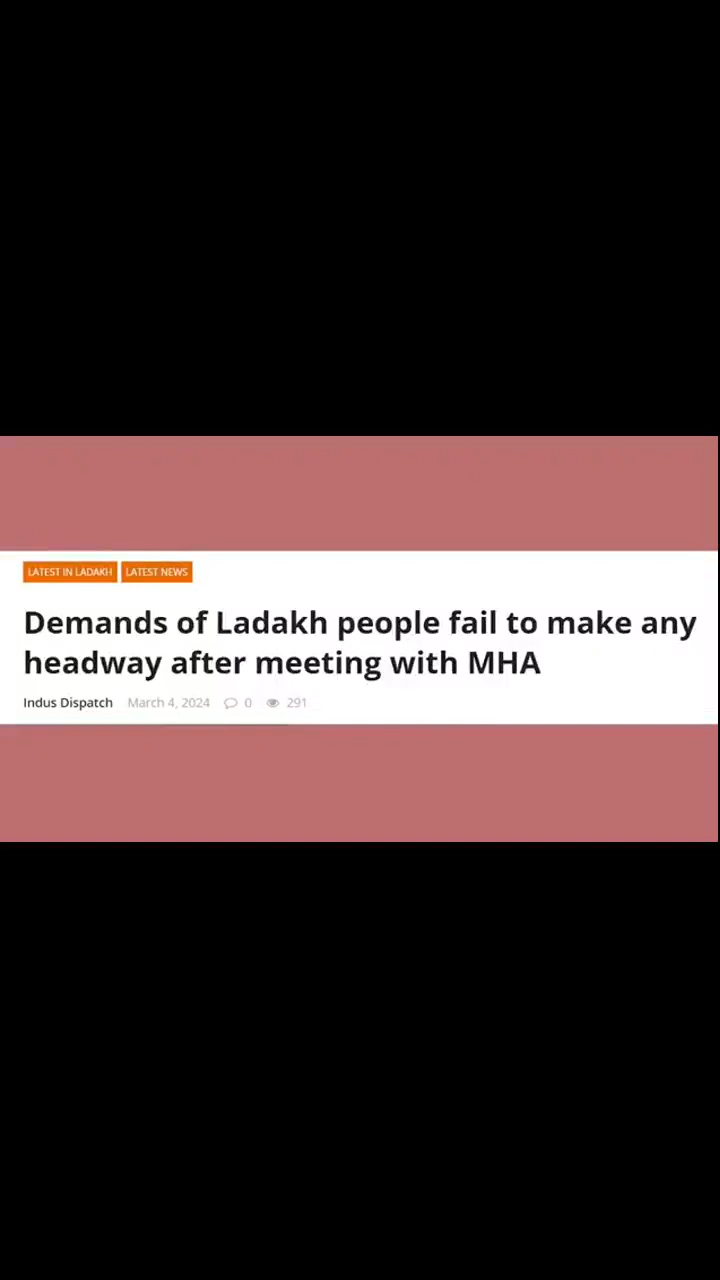 LATEST IN LADAKH LATEST NEWS
Demands of Ladakh people fail to make any
headway after meeting with MHA
Indus Dispatch March 4, 2024 0 291